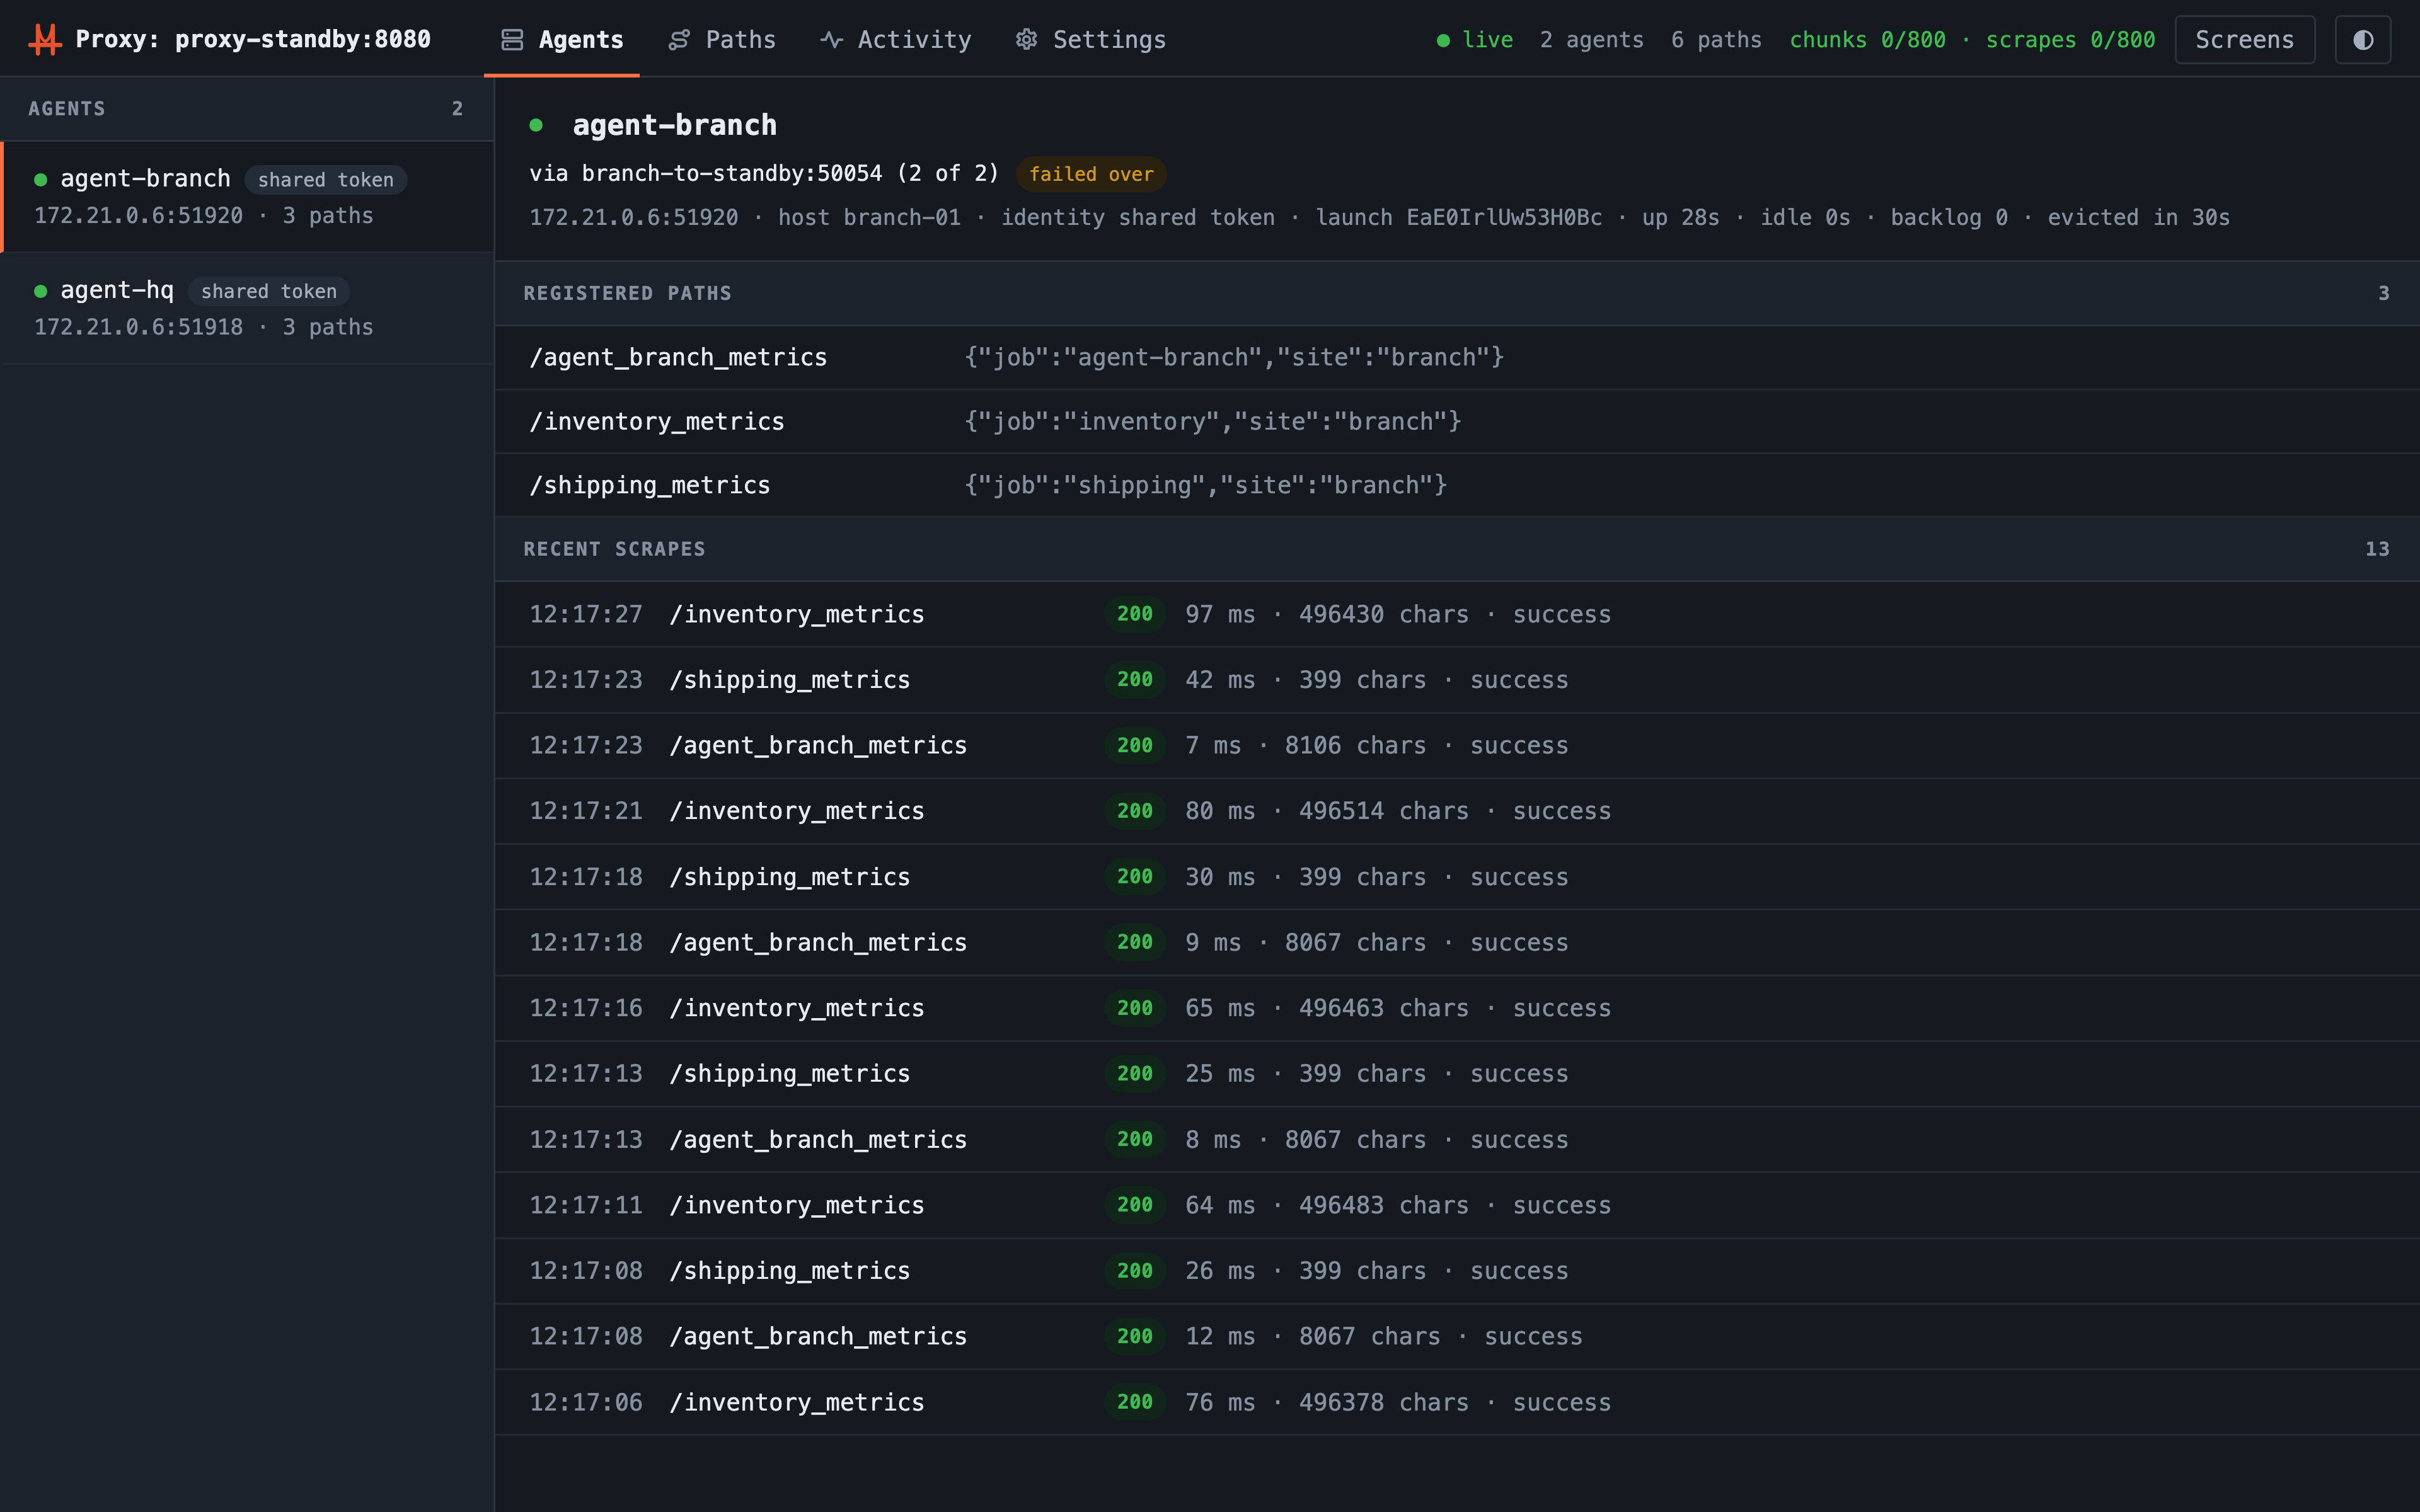 Proxy: proxy-standby:8080 Agents Paths Activity Settings live 2 agents 6 paths chunks 0/800 · scrapes 0/800 Screens
AGENTS 2
agent-branch shared token
172.21.0.6:51920 · 3 paths
agent-hq shared token
172.21.0.6:51918 · 3 paths
agent-branch
via branch-to-standby:50054 (2 of 2) failed over
172.21.0.6:51920 · host branch-01 · identity shared token · launch EaE0IrlUw53H0Bc · up 28s · idle 0s · backlog 0 · evicted in 30s
REGISTERED PATHS 3
/agent_branch_metrics {"job":"agent-branch","site":"branch"}
/inventory_metrics {"job":"inventory","site":"branch"}
/shipping_metrics {"job":"shipping","site":"branch"}
RECENT SCRAPES 13
12:17:27 /inventory_metrics 200 97 ms · 496430 chars · success
12:17:23 /shipping_metrics 200 42 ms · 399 chars · success
12:17:23 /agent_branch_metrics 200 7 ms · 8106 chars · success
12:17:21 /inventory_metrics 200 80 ms · 496514 chars · success
12:17:18 /shipping_metrics 200 30 ms · 399 chars · success
12:17:18 /agent_branch_metrics 200 9 ms · 8067 chars · success
12:17:16 /inventory_metrics 200 65 ms · 496463 chars · success
12:17:13 /shipping_metrics 200 25 ms · 399 chars · success
12:17:13 /agent_branch_metrics 200 8 ms · 8067 chars · success
12:17:11 /inventory_metrics 200 64 ms · 496483 chars · success
12:17:08 /shipping_metrics 200 26 ms · 399 chars · success
12:17:08 /agent_branch_metrics 200 12 ms · 8067 chars · success
12:17:06 /inventory_metrics 200 76 ms · 496378 chars · success